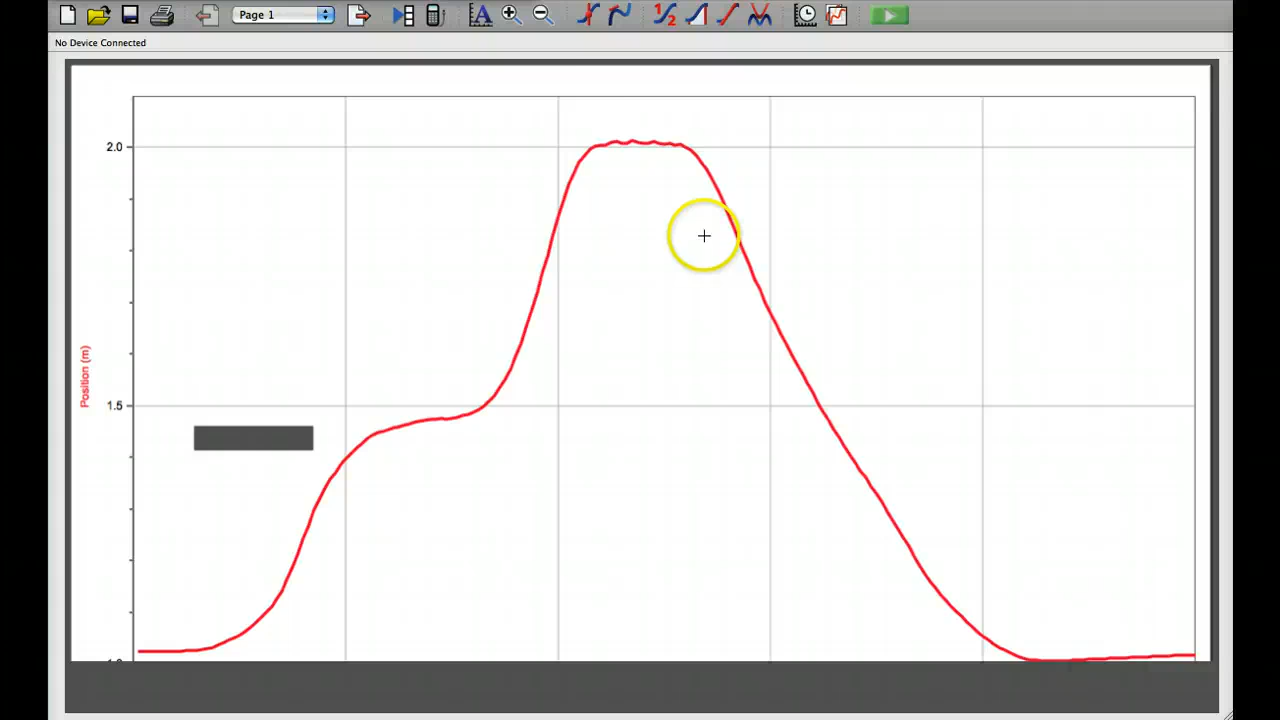 Page 1
No Device Connected
2.0
Position (m)
1.5